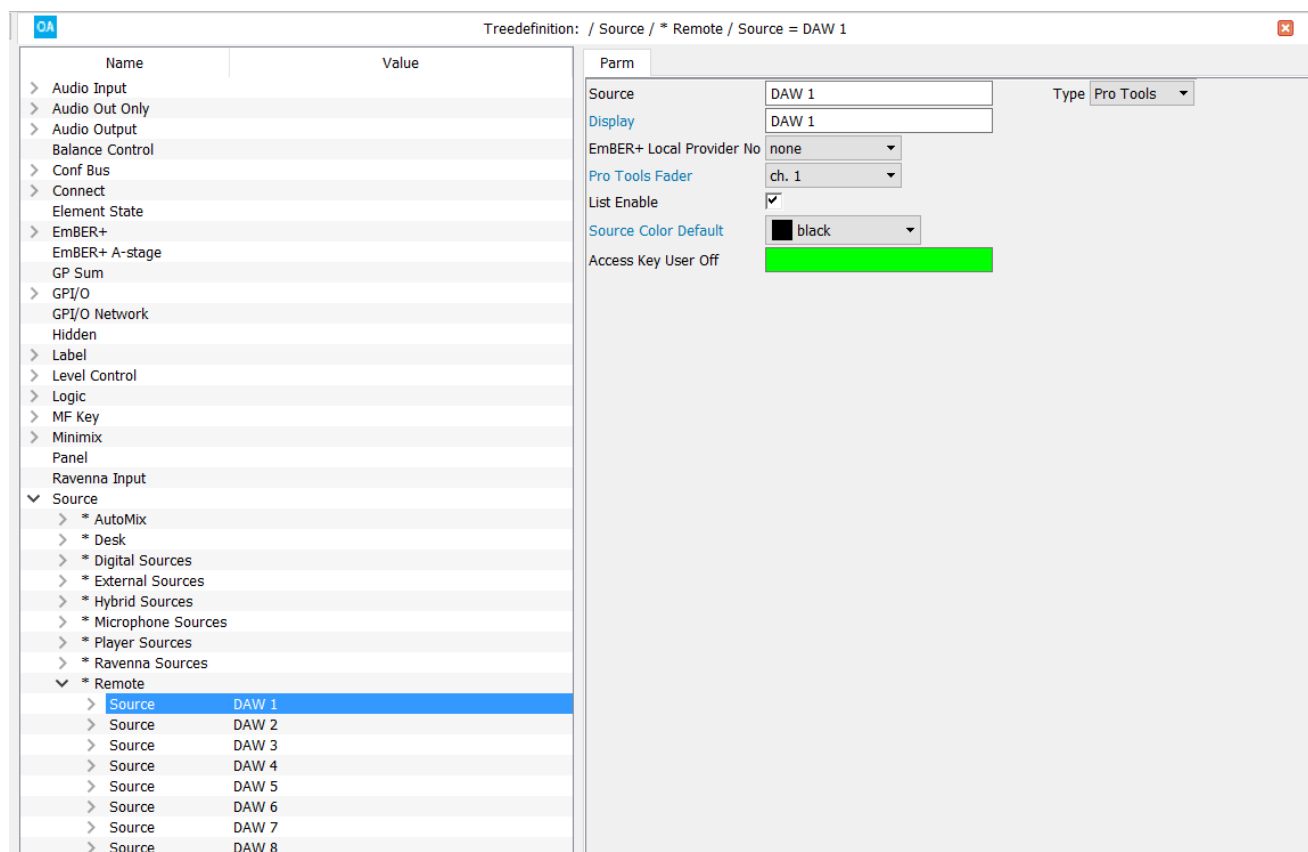 OA
Treedefinition: / Source / * Remote / Source = DAW 1
Name Value
Audio Input
Audio Out Only
Audio Output
Balance Control
Conf Bus
Connect
Element State
EmBER+
EmBER+ A-stage
GP Sum
GPI/O
GPI/O Network
Hidden
Label
Level Control
Logic
MF Key
Minimix
Panel
Ravenna Input
Source
* AutoMix
* Desk
* Digital Sources
* External Sources
* Hybrid Sources
* Microphone Sources
* Player Sources
* Ravenna Sources
* Remote
Source DAW 1
Source DAW 2
Source DAW 3
Source DAW 4
Source DAW 5
Source DAW 6
Source DAW 7
Source DAW 8
Parm
Source DAW 1 Type Pro Tools
Display DAW 1
EmBER+ Local Provider No none
Pro Tools Fader ch. 1
List Enable
Source Color Default black
Access Key User Off